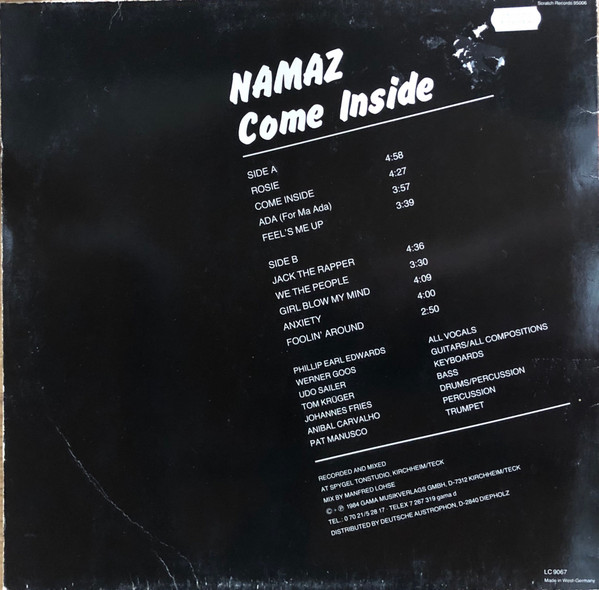 Scratch Records 85006
NAMAZ
Come Inside
SIDE A
ROSIE 4:58
COME INSIDE 4:27
ADA (For Ma Ada) 3:57
FEEL'S ME UP 3:39
SIDE B
JACK THE RAPPER 4:36
WE THE PEOPLE 3:30
GIRL BLOW MY MIND 4:09
ANXIETY 4:00
FOOLIN' AROUND 2:50
PHILLIP EARL EDWARDS ALL VOCALS
WERNER GOOS GUITARS/ALL COMPOSITIONS
UDO SAILER KEYBOARDS
TOM KRÜGER BASS
JOHANNES FRIES DRUMS/PERCUSSION
ANIBAL CARVALHO PERCUSSION
PAT MANUSCO TRUMPET
RECORDED AND MIXED
AT SPYGEL TONSTUDIO, KIRCHHEIM/TECK
MIX BY MANFRED LOHSE
© + ℗ 1984 GAMA MUSIKVERLAGS GMBH, D-7312 KIRCHHEIM/TECK
TEL.: 0 70 21/5 28 17 · TELEX 7 267 319 gama d
DISTRIBUTED BY DEUTSCHE AUSTROPHON, D-2840 DIEPHOLZ
LC 9067
Made in West-Germany